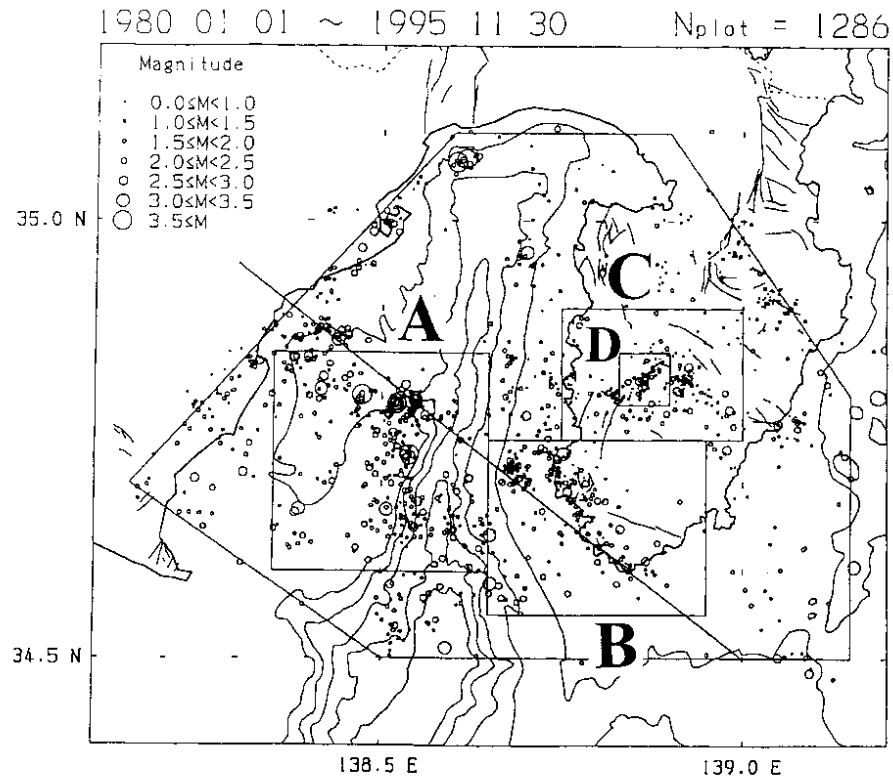 1980 01 01 ~ 1995 11 30 Nplot = 1286
Magnitude
0.0≤M<1.0
1.0≤M<1.5
1.5≤M<2.0
2.0≤M<2.5
2.5≤M<3.0
3.0≤M<3.5
3.5≤M
35.0 N
C
A
D
B
34.5 N
138.5 E 139.0 E